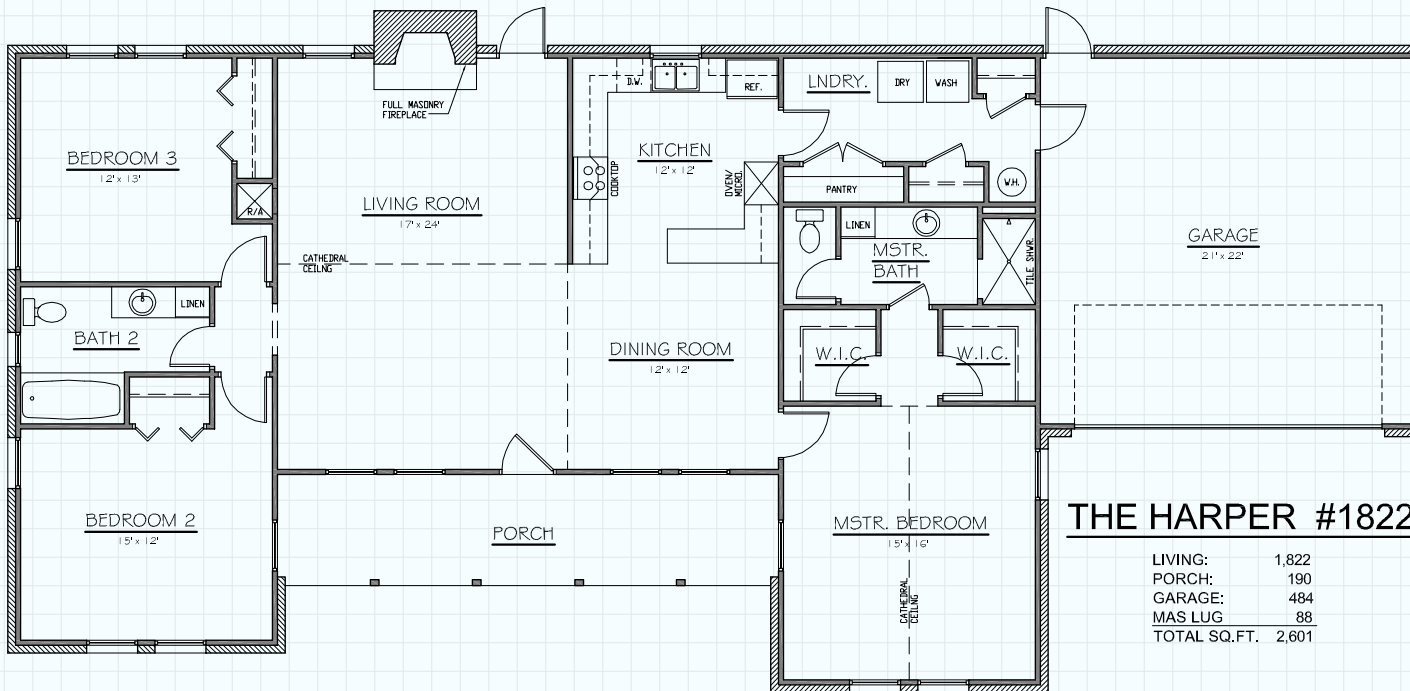 FULL MASONRY
FIREPLACE
BEDROOM 3
12' x 13'
R/A
LIVING ROOM
17' x 24'
CATHEDRAL
CEILNG
D.W.
REF.
KITCHEN
12' x 12'
COOKTOP
OVEN/
MICRO.
LNDRY.
DRY
WASH
PANTRY
W.H.
LINEN
MSTR.
BATH
TILE SHWR.
GARAGE
21' x 22'
LINEN
BATH 2
DINING ROOM
12' x 12'
W.I.C.
W.I.C.
BEDROOM 2
15' x 12'
PORCH
MSTR. BEDROOM
15' x 16'
CATHEDRAL
CEILNG
THE HARPER #1822
LIVING: 1,822
PORCH: 190
GARAGE: 484
MAS LUG 88
TOTAL SQ.FT. 2,601